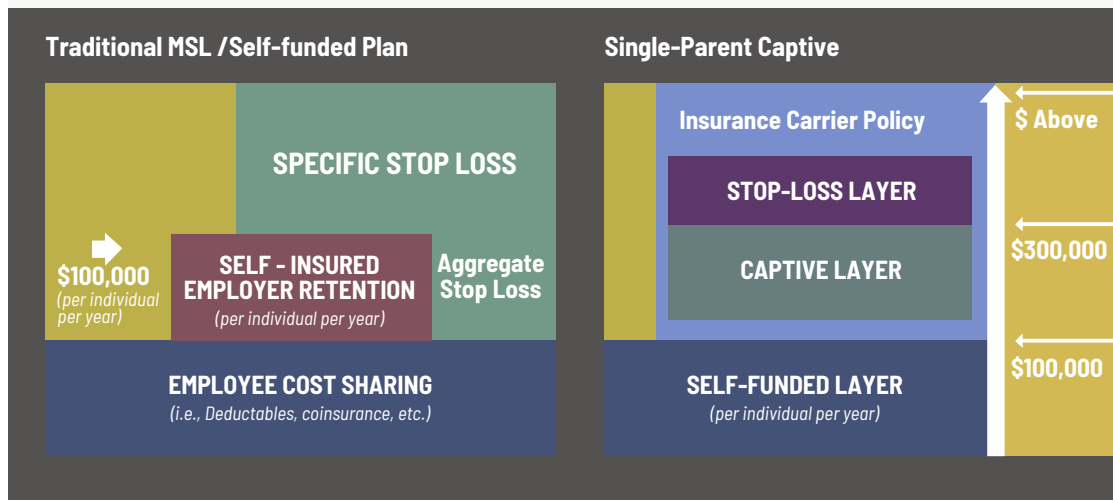 Traditional MSL /Self-funded Plan
SPECIFIC STOP LOSS
$100,000
(per individual
per year)
SELF - INSURED
EMPLOYER RETENTION
(per individual per year)
Aggregate
Stop Loss
EMPLOYEE COST SHARING
(i.e., Deductables, coinsurance, etc.)
Single-Parent Captive
Insurance Carrier Policy
STOP-LOSS LAYER
CAPTIVE LAYER
SELF-FUNDED LAYER
(per individual per year)
$ Above
$300,000
$100,000